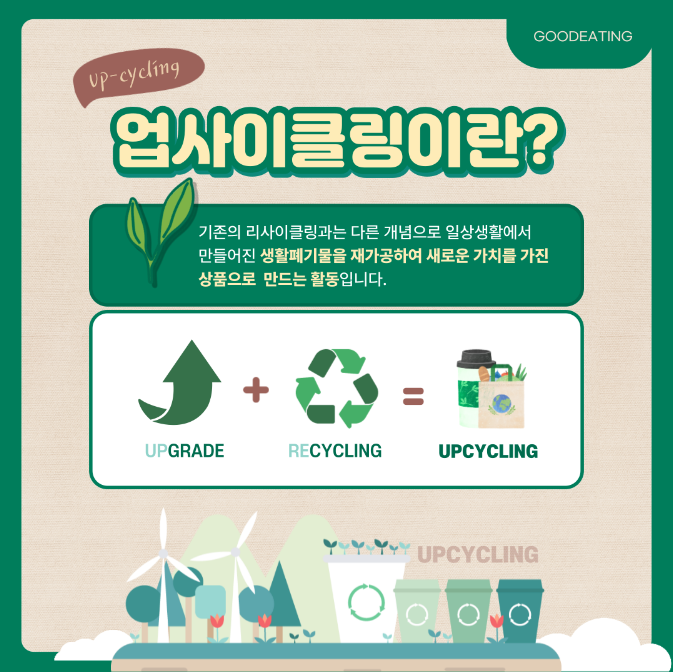 GOODEATING
up-cycling
업사이클링이란?
기존의 리사이클링과는 다른 개념으로 일상생활에서
만들어진 생활폐기물을 재가공하여 새로운 가치를 가진
상품으로 만드는 활동입니다.
UPGRADE + RECYCLING = UPCYCLING
UPCYCLING